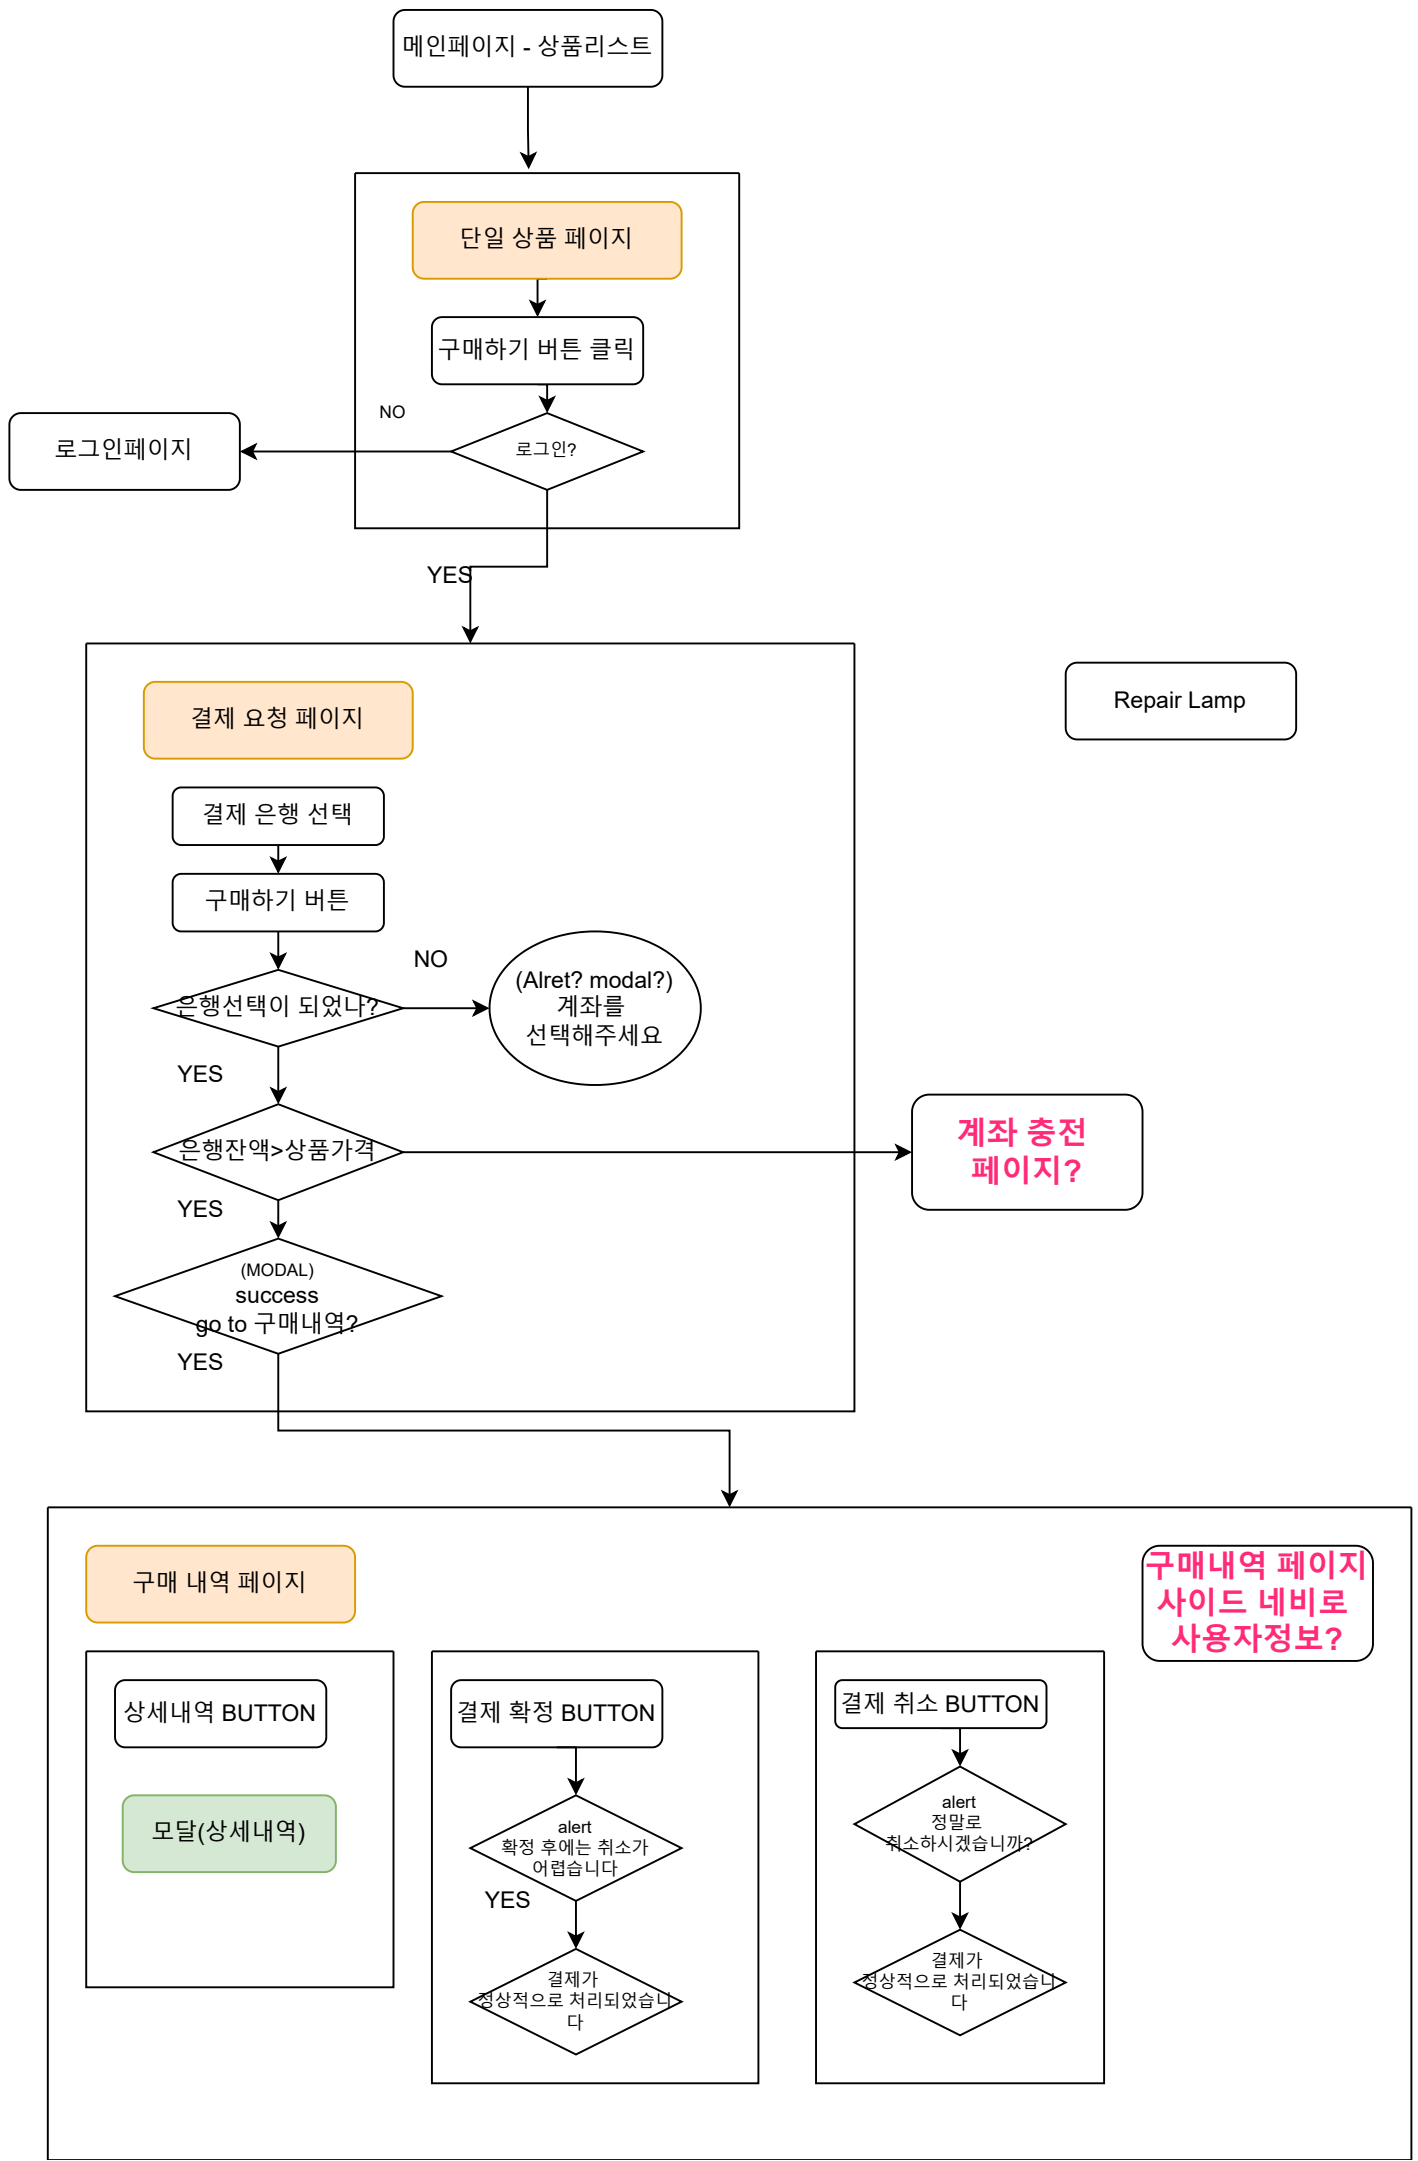 메인페이지 - 상품리스트
단일 상품 페이지
구매하기 버튼 클릭
NO
로그인페이지
로그인?
YES
결제 요청 페이지
Repair Lamp
결제 은행 선택
구매하기 버튼
NO
은행선택이 되었나?
(Alret? modal?)
계좌를
선택해주세요
YES
은행잔액>상품가격
계좌 충전
페이지?
YES
(MODAL)
success
go to 구매내역?
YES
구매 내역 페이지
구매내역 페이지
사이드 네비로
사용자정보?
상세내역 BUTTON
모달(상세내역)
결제 확정 BUTTON
alert
확정 후에는 취소가
어렵습니다
YES
결제가
정상적으로 처리되었습니
다
결제 취소 BUTTON
alert
정말로
취소하시겠습니까?
결제가
정상적으로 처리되었습니
다